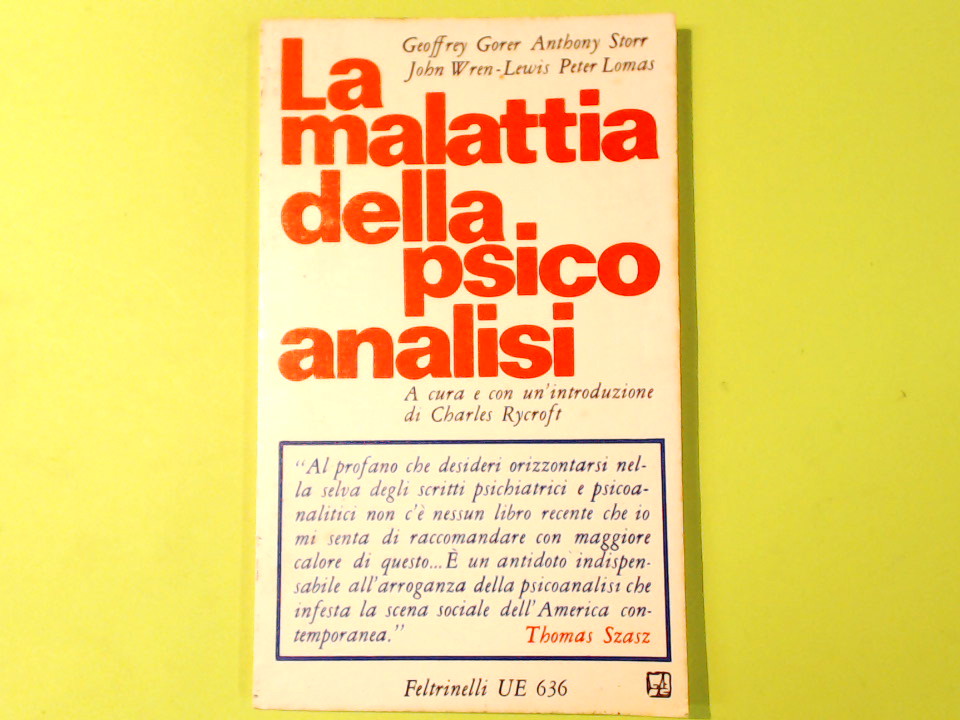 Geoffrey Gorer Anthony Storr
John Wren-Lewis Peter Lomas
La
malattia
della
psico
analisi
A cura e con un'introduzione
di Charles Rycroft
"Al profano che desideri orizzontarsi nel-
la selva degli scritti psichiatrici e psicoa-
nalitici non c'è nessun libro recente che io
mi senta di raccomandare con maggiore
calore di questo... È un antidoto indispen-
sabile all'arroganza della psicoanalisi che
infesta la scena sociale dell'America con-
temporanea." Thomas Szasz
Feltrinelli UE 636